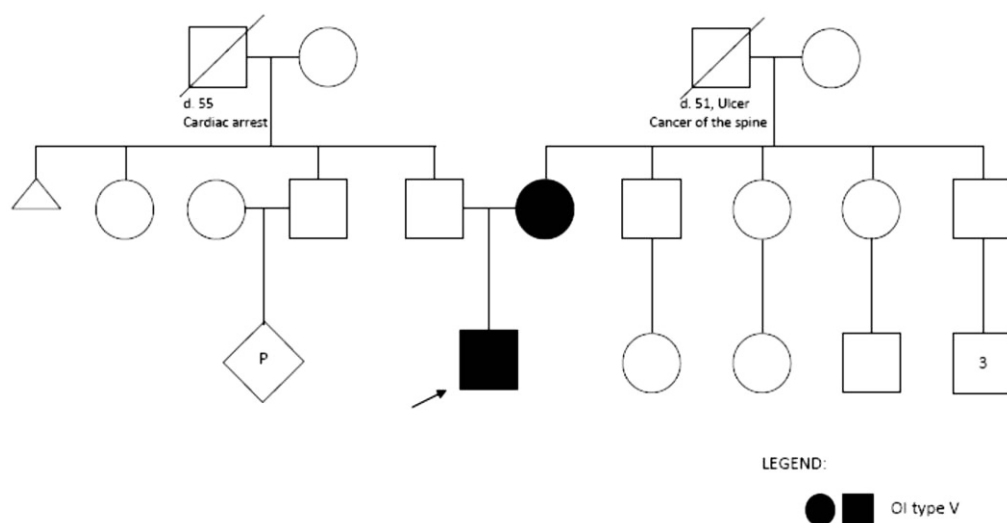 d. 55
Cardiac arrest
d. 51, Ulcer
Cancer of the spine
P
3
LEGEND:
OI type V